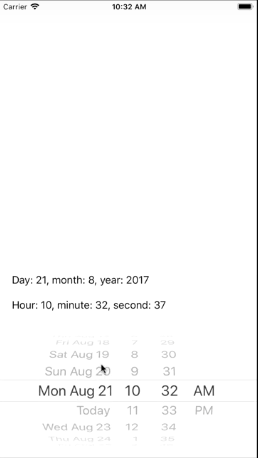 Carrier 10:32 AM
Day: 21, month: 8, year: 2017
Hour: 10, minute: 32, second: 37
Fri Aug 18 7 29
Sat Aug 19 8 30
Sun Aug 20 9 31
Mon Aug 21 10 32 AM
Today 11 33 PM
Wed Aug 23 12 34
Thu Aug 24 1 35